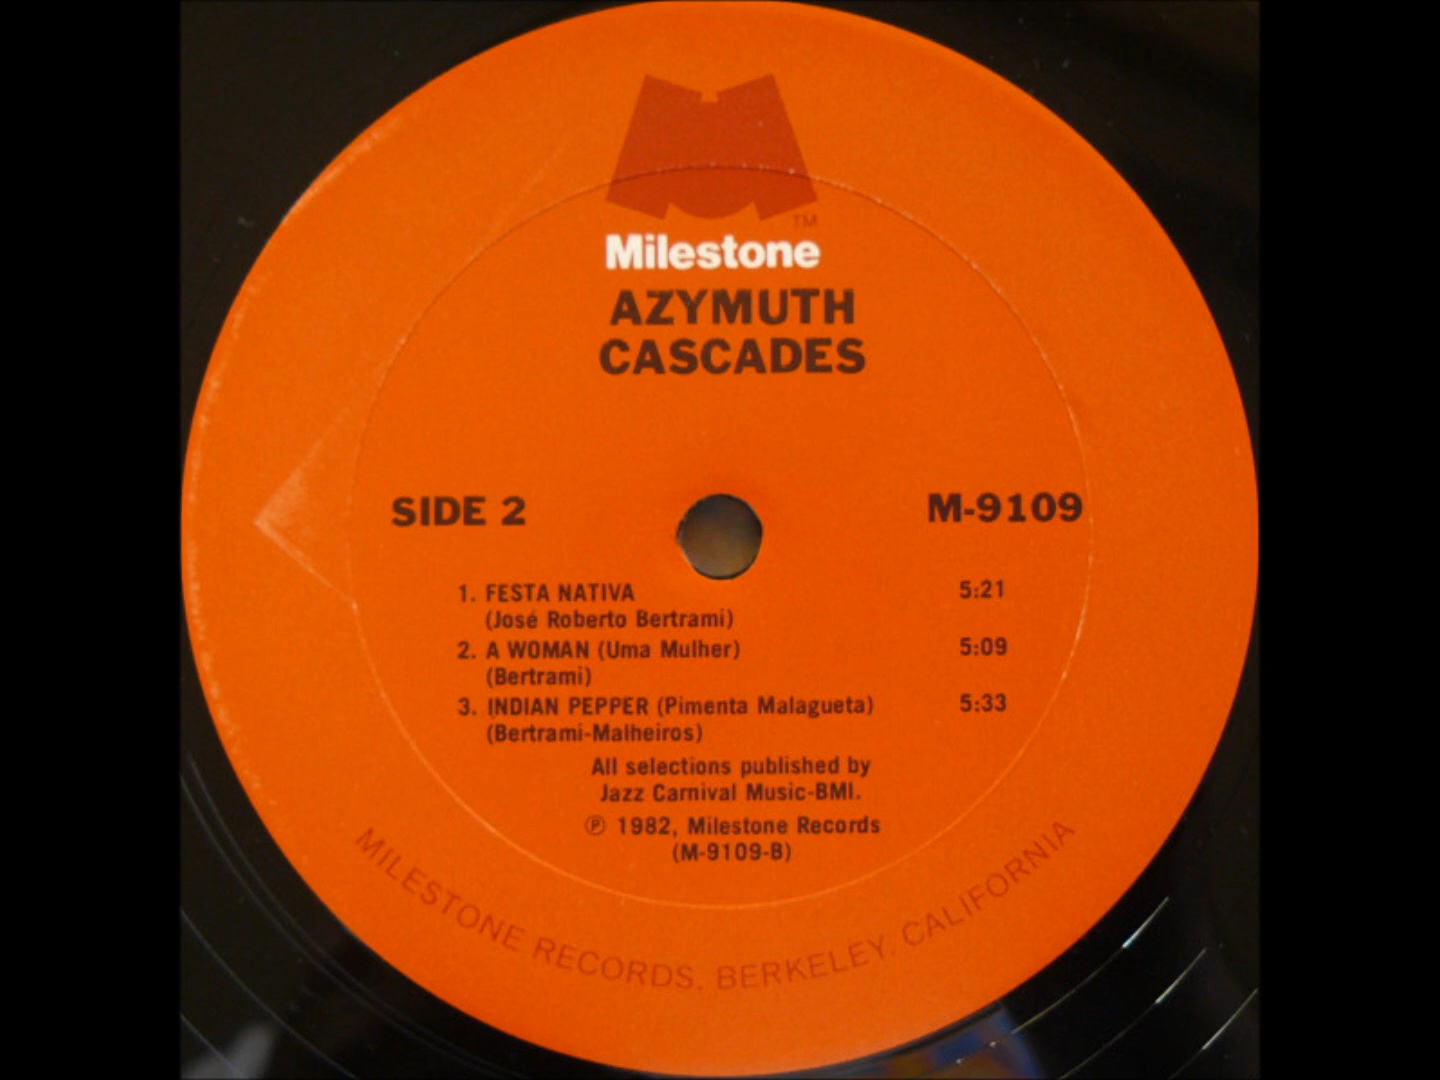 TM
Milestone
AZYMUTH
CASCADES
SIDE 2
M-9109
1. FESTA NATIVA 5:21
(José Roberto Bertrami)
2. A WOMAN (Uma Mulher) 5:09
(Bertrami)
3. INDIAN PEPPER (Pimenta Malagueta) 5:33
(Bertrami-Malheiros)
All selections published by
Jazz Carnival Music-BMI.
℗ 1982, Milestone Records
(M-9109-B)
MILESTONE RECORDS, BERKELEY, CALIFORNIA